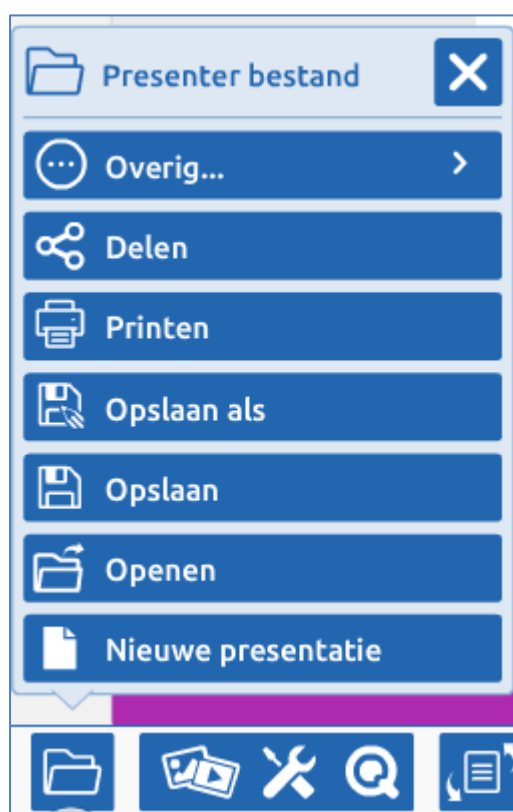 Presenter bestand
Overig...
Delen
Printen
Opslaan als
Opslaan
Openen
Nieuwe presentatie